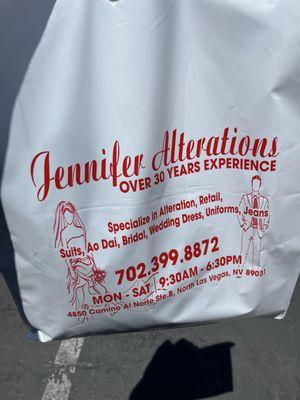 Jennifer Alterations
OVER 30 YEARS EXPERIENCE
Specialize in Alteration, Retail,
Suits, Ao Dai, Bridal, Wedding Dress, Uniforms, Jeans
702.399.8872
MON - SAT | 9:30AM - 6:30PM
4850 Camino Al Norte Ste.B, North Las Vegas, NV 89031